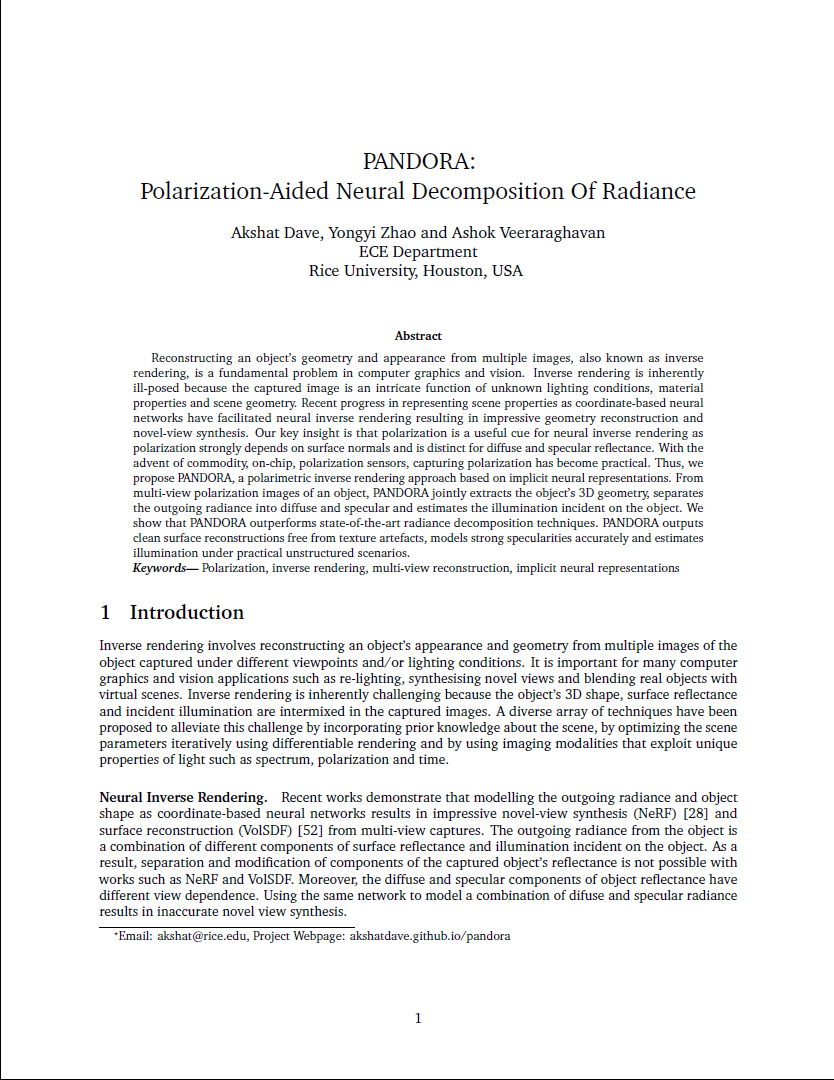 PANDORA:
Polarization-Aided Neural Decomposition Of Radiance
Akshat Dave, Yongyi Zhao and Ashok Veeraraghavan
ECE Department
Rice University, Houston, USA
Abstract
Reconstructing an object's geometry and appearance from multiple images, also known as inverse
rendering, is a fundamental problem in computer graphics and vision. Inverse rendering is inherently
ill-posed because the captured image is an intricate function of unknown lighting conditions, material
properties and scene geometry. Recent progress in representing scene properties as coordinate-based neural
networks have facilitated neural inverse rendering resulting in impressive geometry reconstruction and
novel-view synthesis. Our key insight is that polarization is a useful cue for neural inverse rendering as
polarization strongly depends on surface normals and is distinct for diffuse and specular reflectance. With the
advent of commodity, on-chip, polarization sensors, capturing polarization has become practical. Thus, we
propose PANDORA, a polarimetric inverse rendering approach based on implicit neural representations. From
multi-view polarization images of an object, PANDORA jointly extracts the object's 3D geometry, separates
the outgoing radiance into diffuse and specular and estimates the illumination incident on the object. We
show that PANDORA outperforms state-of-the-art radiance decomposition techniques. PANDORA outputs
clean surface reconstructions free from texture artefacts, models strong specularities accurately and estimates
illumination under practical unstructured scenarios.
Keywords— Polarization, inverse rendering, multi-view reconstruction, implicit neural representations
1 Introduction
Inverse rendering involves reconstructing an object's appearance and geometry from multiple images of the
object captured under different viewpoints and/or lighting conditions. It is important for many computer
graphics and vision applications such as re-lighting, synthesising novel views and blending real objects with
virtual scenes. Inverse rendering is inherently challenging because the object's 3D shape, surface reflectance
and incident illumination are intermixed in the captured images. A diverse array of techniques have been
proposed to alleviate this challenge by incorporating prior knowledge about the scene, by optimizing the scene
parameters iteratively using differentiable rendering and by using imaging modalities that exploit unique
properties of light such as spectrum, polarization and time.
Neural Inverse Rendering. Recent works demonstrate that modelling the outgoing radiance and object
shape as coordinate-based neural networks results in impressive novel-view synthesis (NeRF) [28] and
surface reconstruction (VolSDF) [52] from multi-view captures. The outgoing radiance from the object is
a combination of different components of surface reflectance and illumination incident on the object. As a
result, separation and modification of components of the captured object's reflectance is not possible with
works such as NeRF and VolSDF. Moreover, the diffuse and specular components of object reflectance have
different view dependence. Using the same network to model a combination of difuse and specular radiance
results in inaccurate novel view synthesis.
*Email: akshat@rice.edu, Project Webpage: akshatdave.github.io/pandora
1